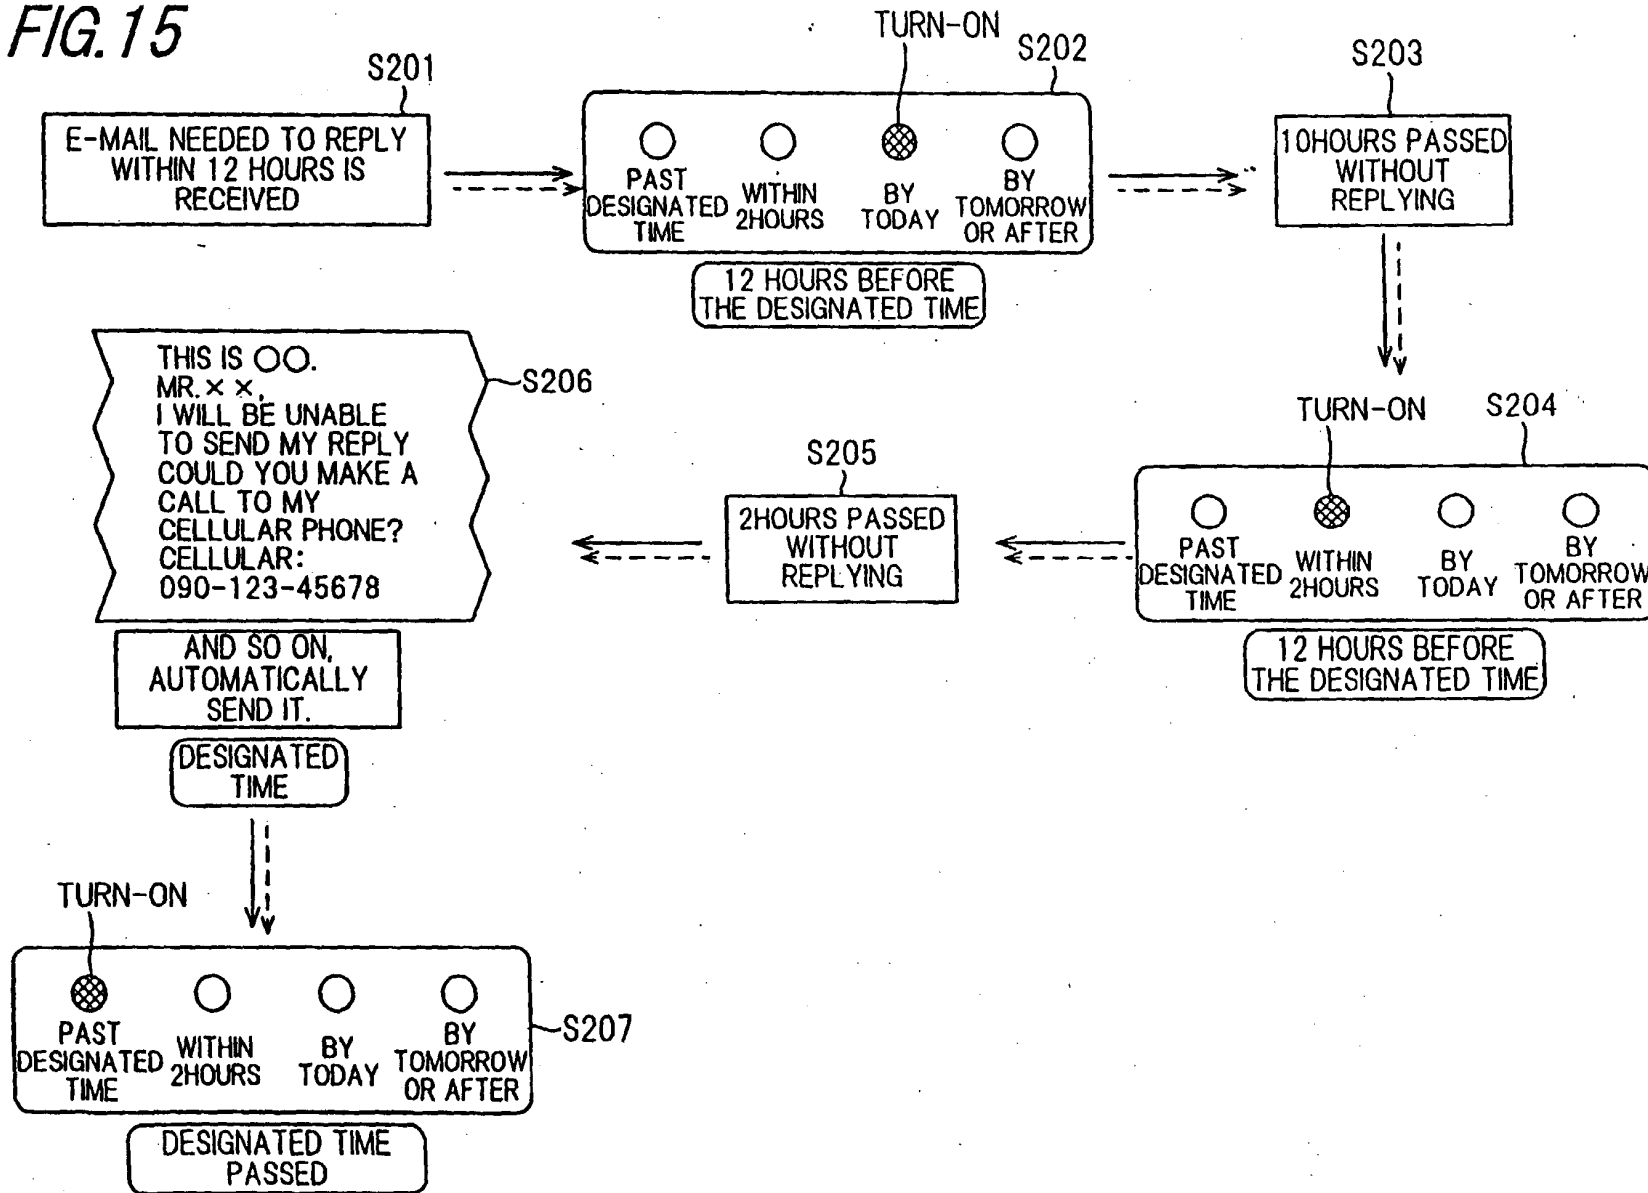 FIG.15
S201
E-MAIL NEEDED TO REPLY
WITHIN 12 HOURS IS
RECEIVED
TURN-ON
S202
PAST
DESIGNATED
TIME
WITHIN
2HOURS
BY
TODAY
BY
TOMORROW
OR AFTER
12 HOURS BEFORE
THE DESIGNATED TIME
S203
10HOURS PASSED
WITHOUT
REPLYING
TURN-ON
S204
PAST
DESIGNATED
TIME
WITHIN
2HOURS
BY
TODAY
BY
TOMORROW
OR AFTER
12 HOURS BEFORE
THE DESIGNATED TIME
S205
2HOURS PASSED
WITHOUT
REPLYING
S206
THIS IS ○○.
MR.× ×,
I WILL BE UNABLE
TO SEND MY REPLY
COULD YOU MAKE A
CALL TO MY
CELLULAR PHONE?
CELLULAR:
090-123-45678
AND SO ON,
AUTOMATICALLY
SEND IT.
DESIGNATED
TIME
TURN-ON
S207
PAST
DESIGNATED
TIME
WITHIN
2HOURS
BY
TODAY
BY
TOMORROW
OR AFTER
DESIGNATED TIME
PASSED